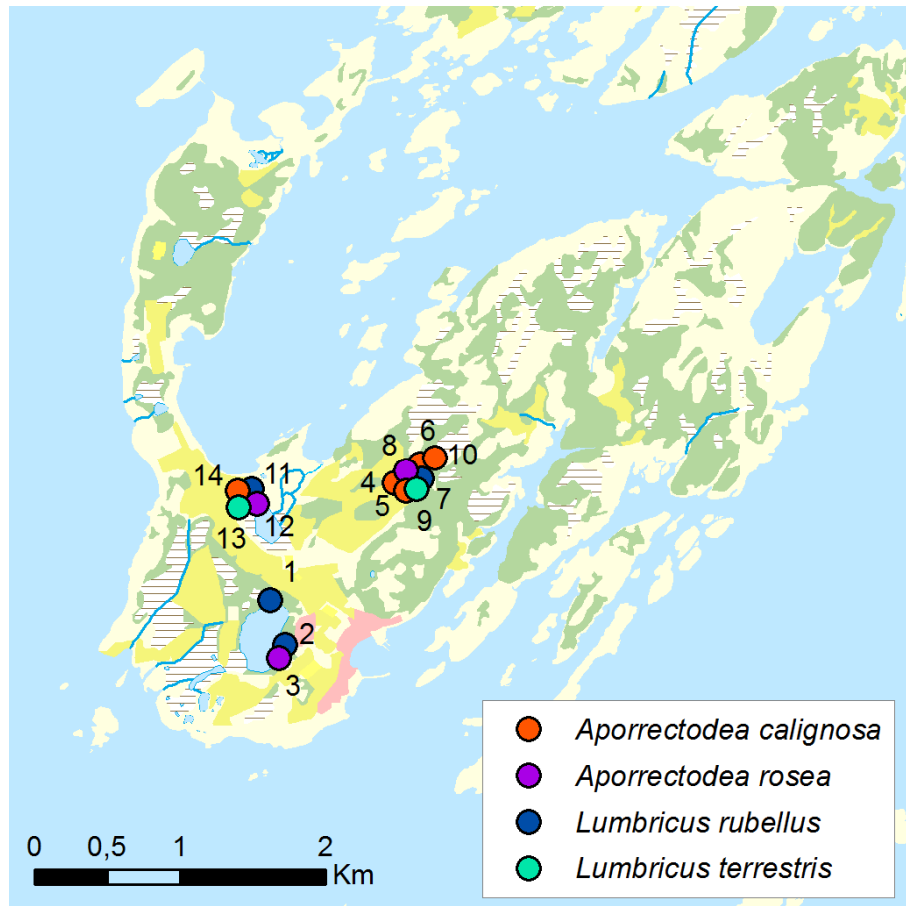 6
8
10
14
11
4
5
7
12
9
13
1
2
3
Aporrectodea calignosa
Aporrectodea rosea
Lumbricus rubellus
Lumbricus terrestris
0 0,5 1 2
Km